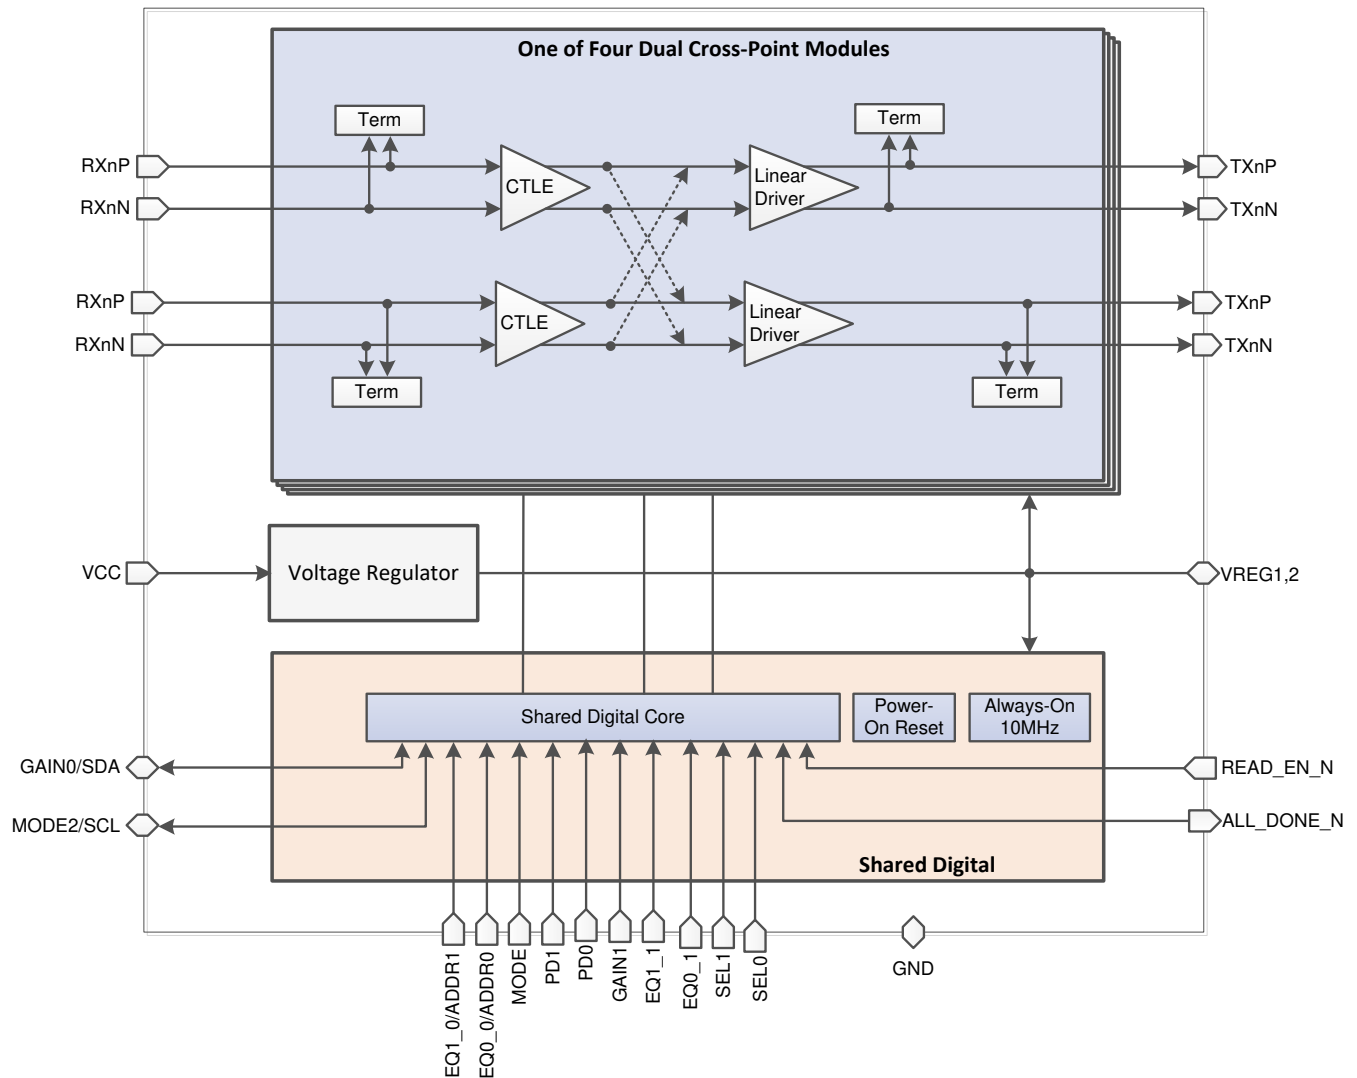 One of Four Dual Cross-Point Modules
Term
Term
RXnP
TXnP
CTLE
Linear
Driver
RXnN
TXnN
RXnP
TXnP
CTLE
Linear
Driver
RXnN
TXnN
Term
Term
VCC
Voltage Regulator
VREG1,2
Shared Digital Core
Power-
On Reset
Always-On
10MHz
GAIN0/SDA
READ_EN_N
MODE2/SCL
ALL_DONE_N
Shared Digital
EQ1_0/ADDR1
EQ0_0/ADDR0
MODE
PD1
PD0
GAIN1
EQ1_1
EQ0_1
SEL1
SEL0
GND